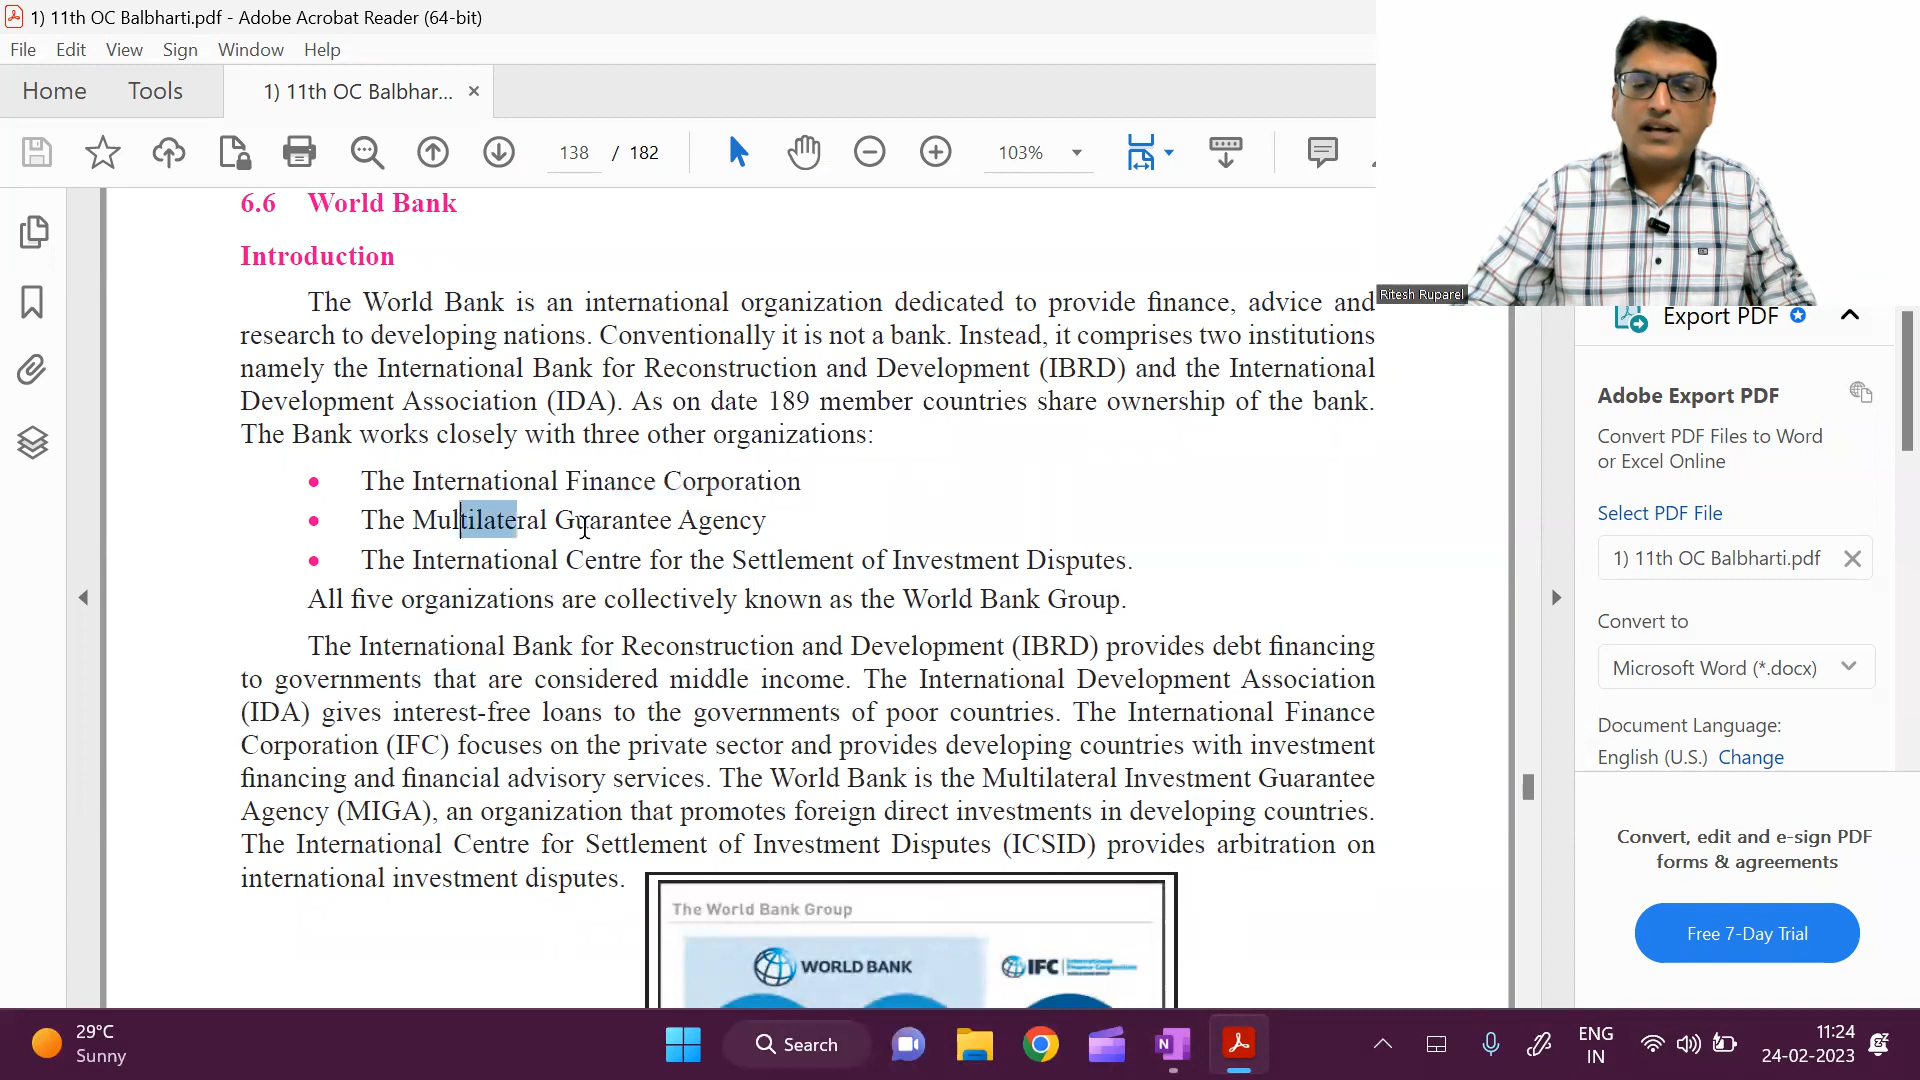 1) 11th OC Balbharti.pdf - Adobe Acrobat Reader (64-bit)
File Edit View Sign Window Help
Home Tools 1) 11th OC Balbhar... ×
138 / 182 103%
6.6 World Bank
Introduction
The World Bank is an international organization dedicated to provide finance, advice and
research to developing nations. Conventionally it is not a bank. Instead, it comprises two institutions
namely the International Bank for Reconstruction and Development (IBRD) and the International
Development Association (IDA). As on date 189 member countries share ownership of the bank.
The Bank works closely with three other organizations:
• The International Finance Corporation
• The Multilateral Guarantee Agency
• The International Centre for the Settlement of Investment Disputes.
All five organizations are collectively known as the World Bank Group.
The International Bank for Reconstruction and Development (IBRD) provides debt financing
to governments that are considered middle income. The International Development Association
(IDA) gives interest-free loans to the governments of poor countries. The International Finance
Corporation (IFC) focuses on the private sector and provides developing countries with investment
financing and financial advisory services. The World Bank is the Multilateral Investment Guarantee
Agency (MIGA), an organization that promotes foreign direct investments in developing countries.
The International Centre for Settlement of Investment Disputes (ICSID) provides arbitration on
international investment disputes.
The World Bank Group
WORLD BANK
IFC
Ritesh Ruparel
Export PDF
Adobe Export PDF
Convert PDF Files to Word
or Excel Online
Select PDF File
1) 11th OC Balbharti.pdf
Convert to
Microsoft Word (*.docx)
Document Language:
English (U.S.) Change
Convert, edit and e-sign PDF
forms & agreements
Free 7-Day Trial
29°C
Sunny
Search
ENG
IN
11:24
24-02-2023